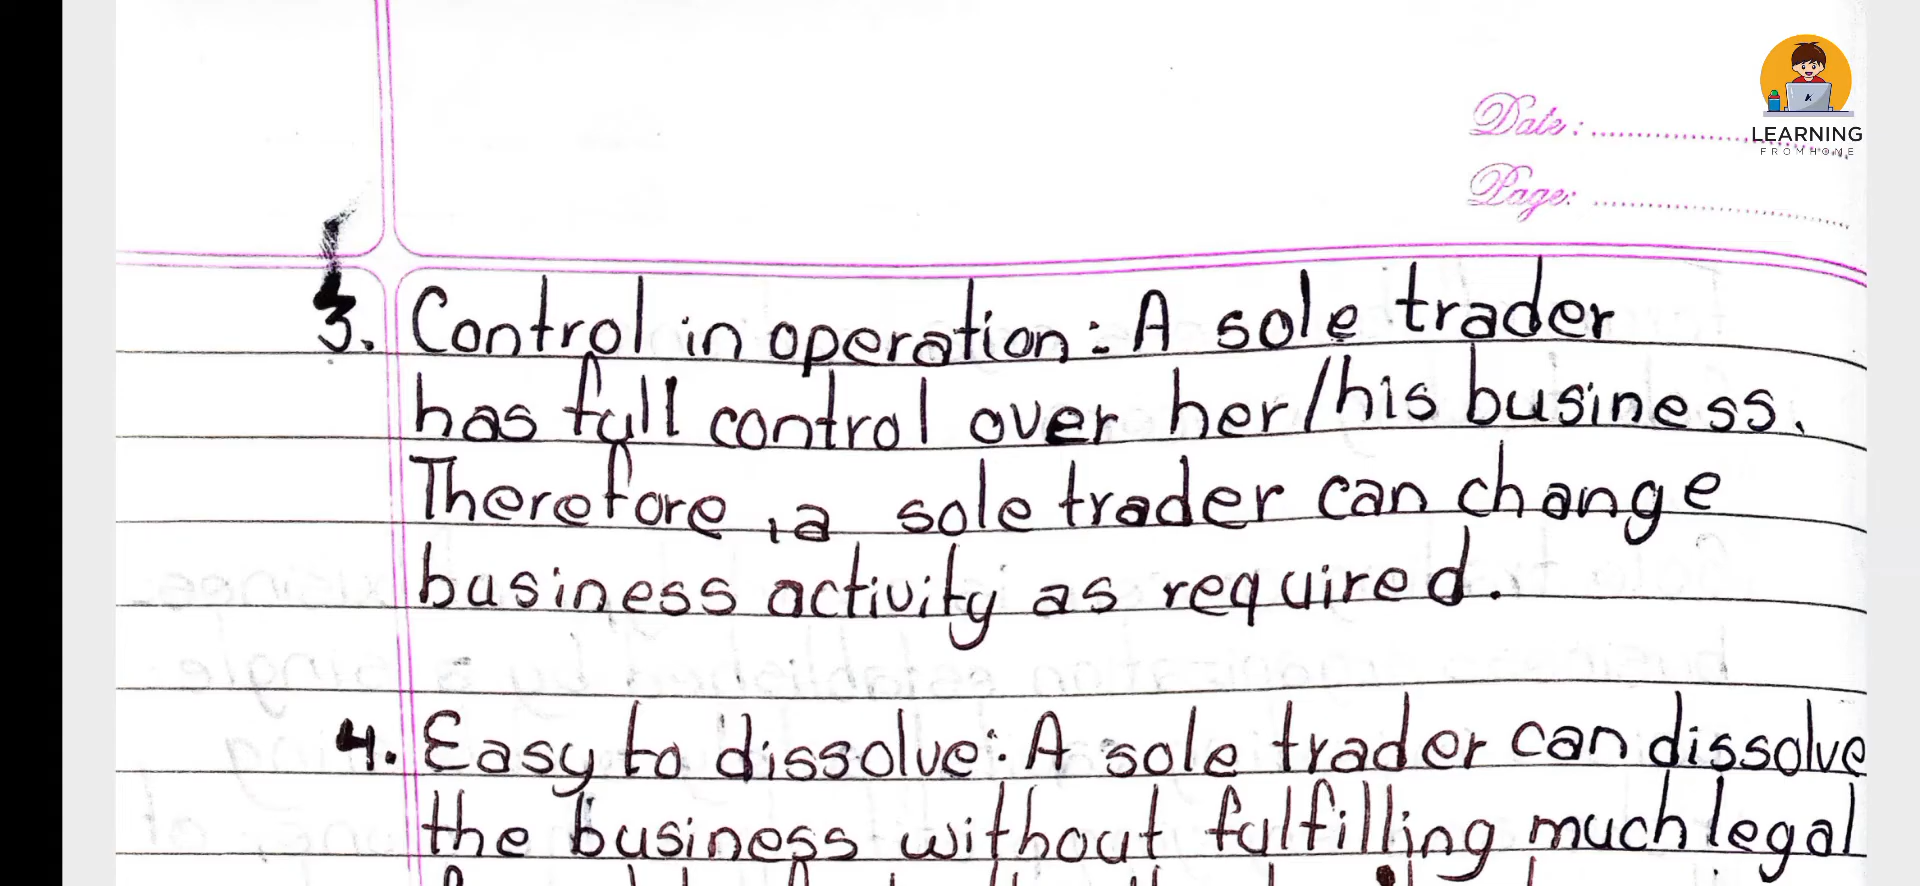 Date:
LEARNING
FROM HOME
Page:
3. Control in operation:- A sole trader
has full control over her/his business.
Therefore, a sole trader can change
business activity as required.
4. Easy to dissolve: A sole trader can dissolve
the business without fulfilling much legal